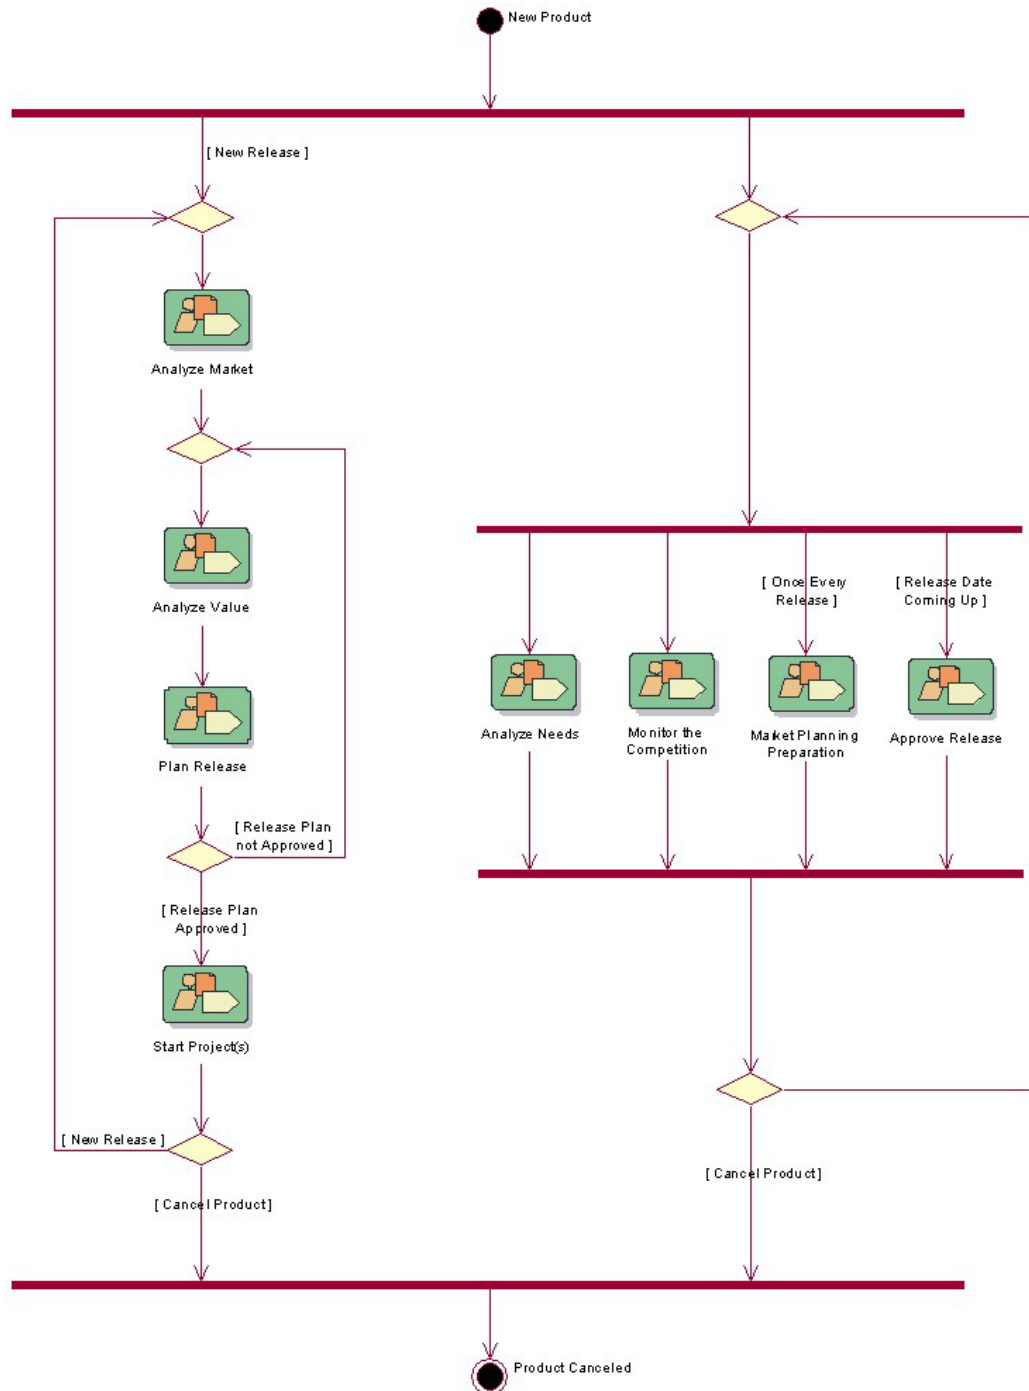 New Product
[ New Release ]
Analyze Market
Analyze Value
[ Once Every
Release ]
[ Release Date
Coming Up ]
Analyze Needs
Monitor the
Competition
Market Planning
Preparation
Approve Release
Plan Release
[ Release Plan
not Approved ]
[ Release Plan
Approved ]
Start Project(s)
[ New Release ]
[ Cancel Product ]
[ Cancel Product ]
Product Canceled